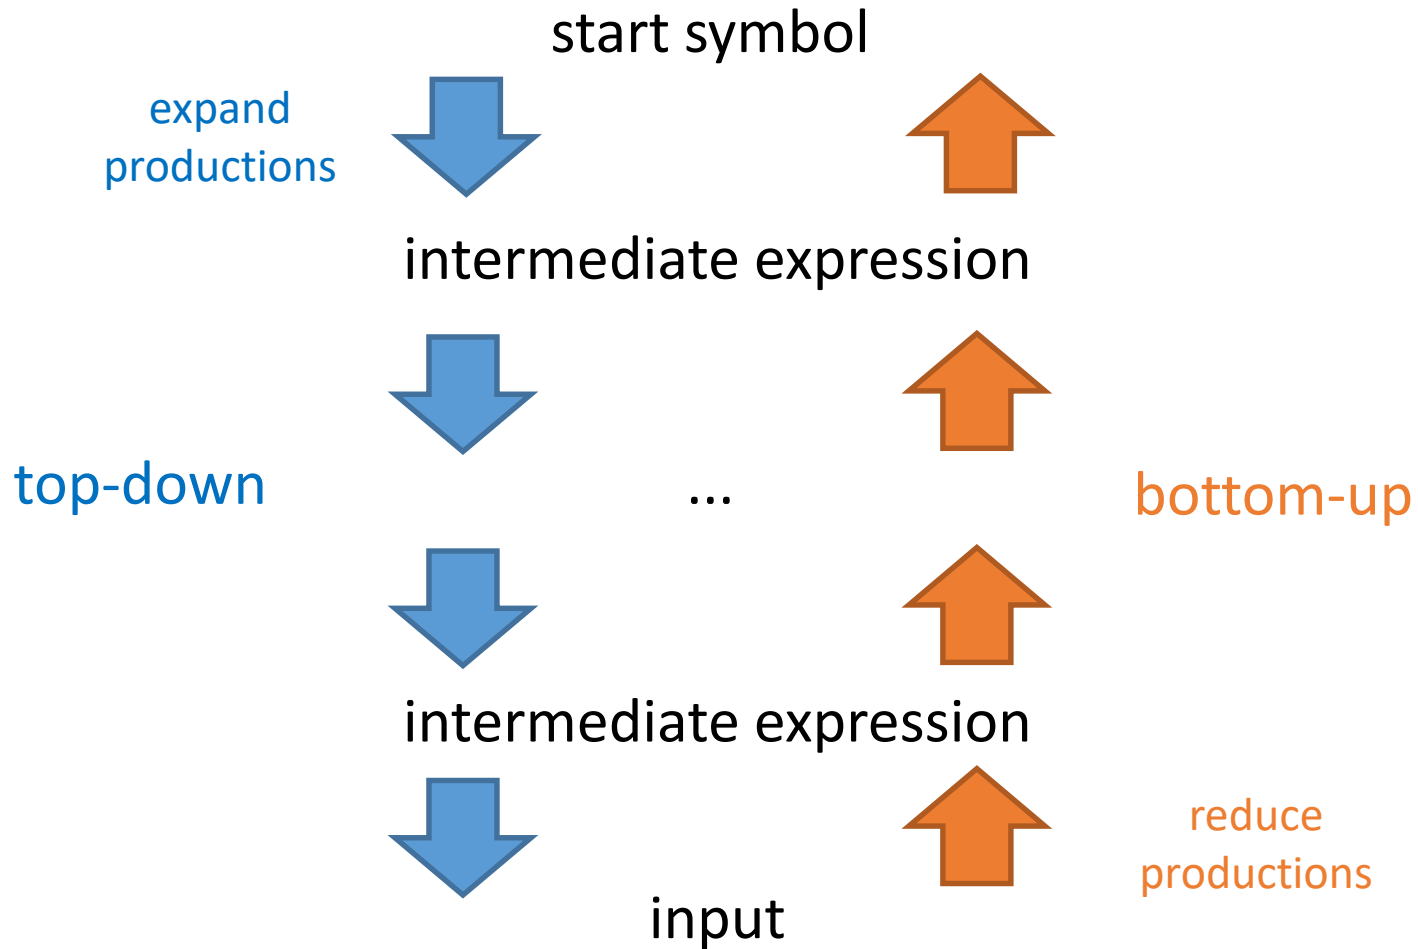 start symbol
expand
productions
intermediate expression
top-down
...
bottom-up
intermediate expression
reduce
productions
input